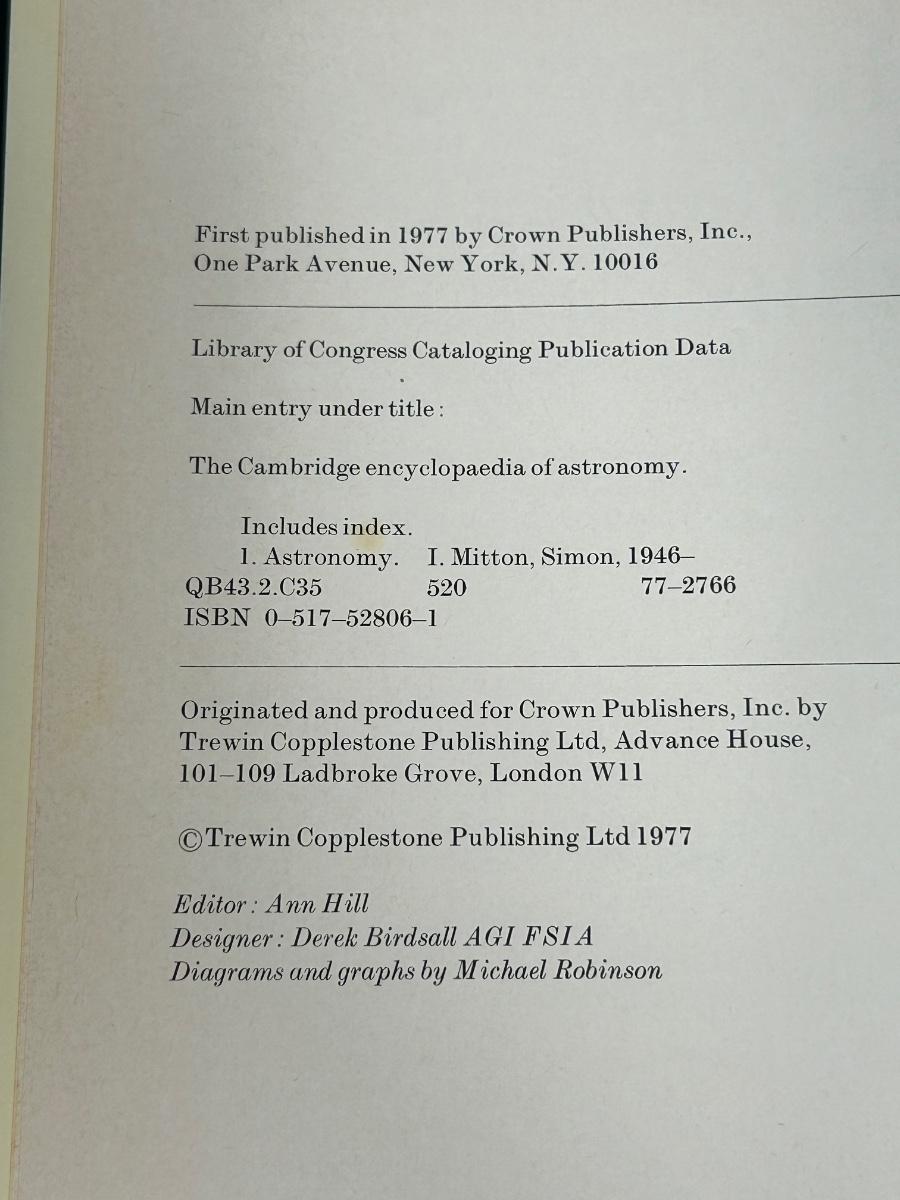 First published in 1977 by Crown Publishers, Inc.,
One Park Avenue, New York, N.Y. 10016
Library of Congress Cataloging Publication Data
Main entry under title:
The Cambridge encyclopaedia of astronomy.
Includes index.
1. Astronomy. I. Mitton, Simon, 1946–
QB43.2.C35 520 77–2766
ISBN 0–517–52806–1
Originated and produced for Crown Publishers, Inc. by
Trewin Copplestone Publishing Ltd, Advance House,
101–109 Ladbroke Grove, London W11
©Trewin Copplestone Publishing Ltd 1977
Editor: Ann Hill
Designer: Derek Birdsall AGI FSIA
Diagrams and graphs by Michael Robinson